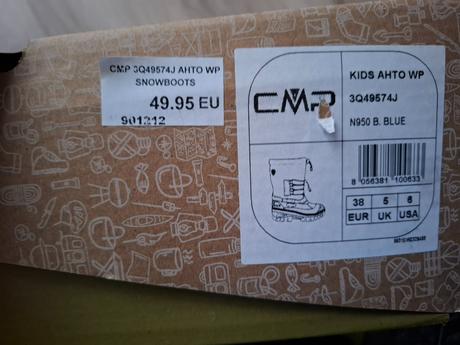 CMP 3Q49574J AHTO WP
SNOWBOOTS
49.95 EU
901312
KIDS AHTO WP
CMP
3Q49574J
N950 B. BLUE
8 056381 100633
38 5 6
EUR UK USA